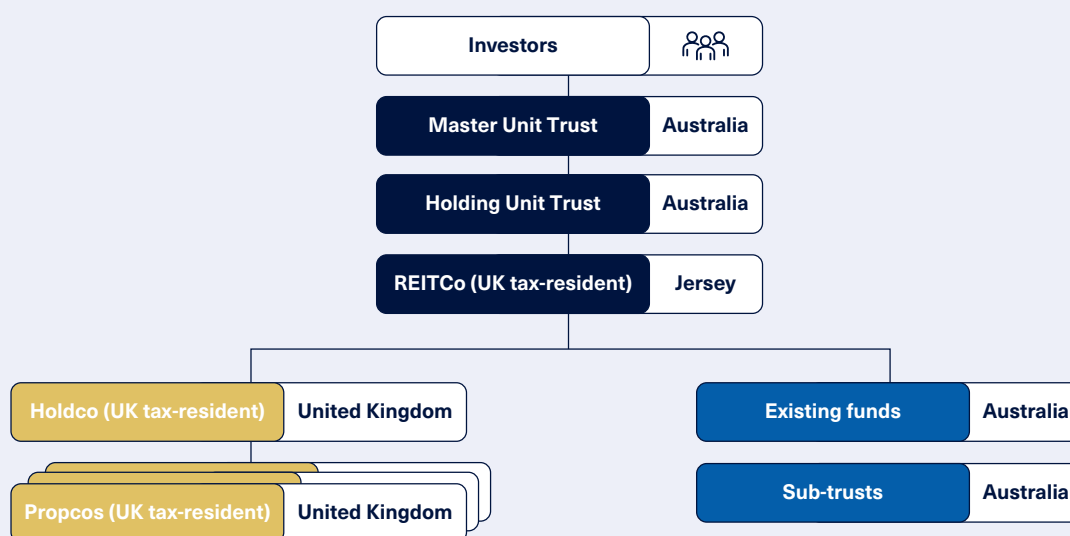 Investors
Master Unit Trust Australia
Holding Unit Trust Australia
REITCo (UK tax-resident) Jersey
Holdco (UK tax-resident) United Kingdom
Existing funds Australia
Propcos (UK tax-resident) United Kingdom
Sub-trusts Australia